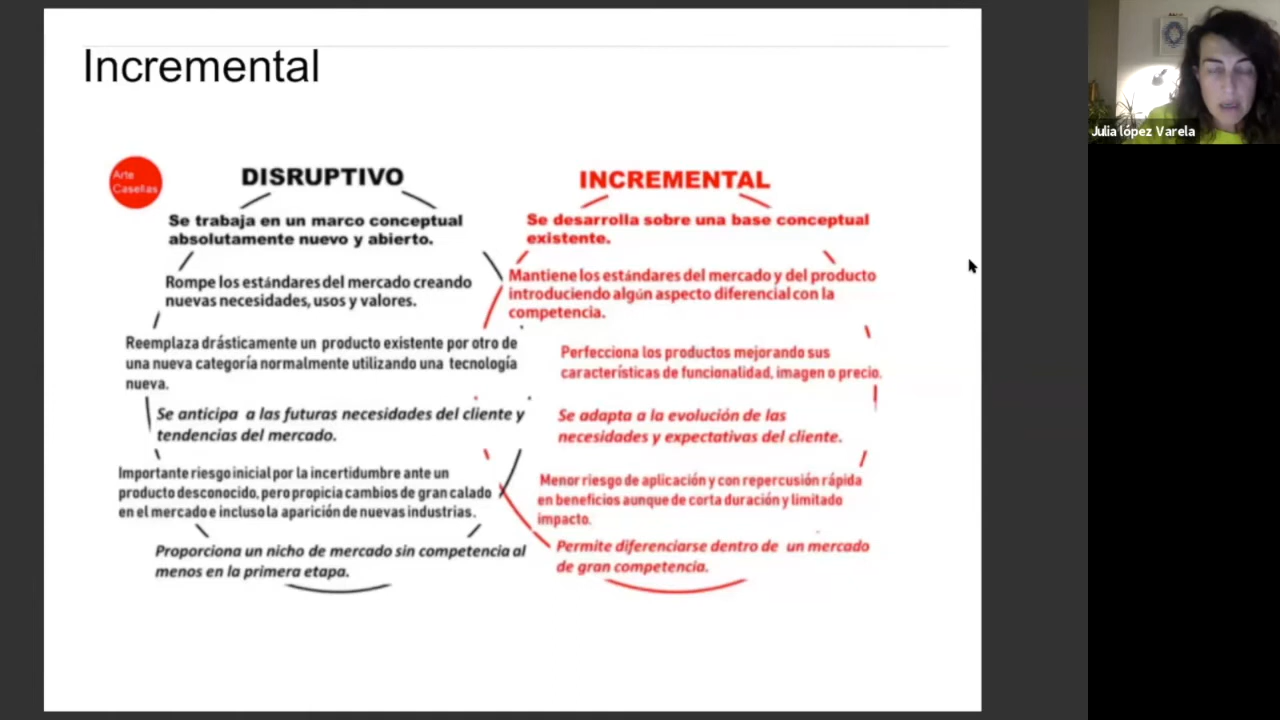 Incremental
Arte
Casellas
DISRUPTIVO
Se trabaja en un marco conceptual
absolutamente nuevo y abierto.
Rompe los estándares del mercado creando
nuevas necesidades, usos y valores.
Reemplaza drásticamente un producto existente por otro de
una nueva categoría normalmente utilizando una tecnología
nueva.
Se anticipa a las futuras necesidades del cliente y
tendencias del mercado.
Importante riesgo inicial por la incertidumbre ante un
producto desconocido, pero propicia cambios de gran calado
en el mercado e incluso la aparición de nuevas industrias.
Proporciona un nicho de mercado sin competencia al
menos en la primera etapa.
INCREMENTAL
Se desarrolla sobre una base conceptual
existente.
Mantiene los estándares del mercado y del producto
introduciendo algún aspecto diferencial con la
competencia.
Perfecciona los productos mejorando sus
características de funcionalidad, imagen o precio.
Se adapta a la evolución de las
necesidades y expectativas del cliente.
Menor riesgo de aplicación y con repercusión rápida
en beneficios aunque de corta duración y limitado
impacto.
Permite diferenciarse dentro de un mercado
de gran competencia.
Julia lópez Varela